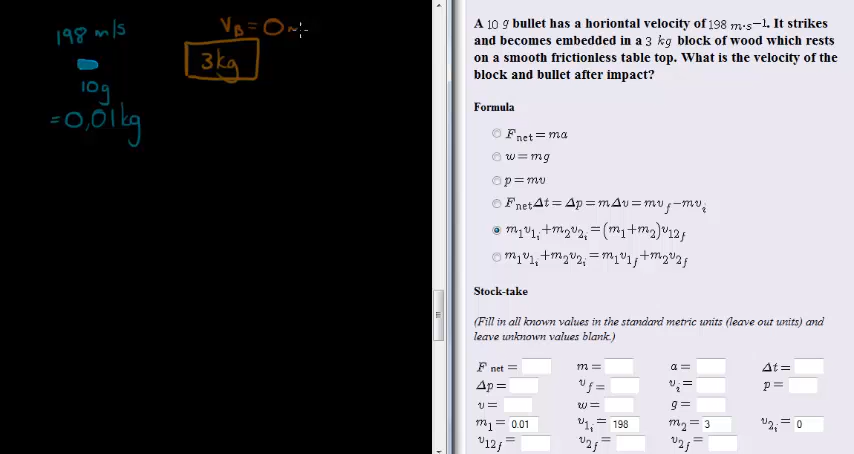 198 m/s
V_B = 0 m
3kg
10g
= 0,01kg
A 10 g bullet has a horiontal velocity of 198 m·s−1. It strikes
and becomes embedded in a 3 kg block of wood which rests
on a smooth frictionless table top. What is the velocity of the
block and bullet after impact?
Formula
F_net = ma
w = mg
p = mv
F_net Δt = Δp = mΔv = mv_f − mv_i
m_1v_1i + m_2v_2i = (m_1 + m_2)v_12f
m_1v_1i + m_2v_2i = m_1v_1f + m_2v_2f
Stock-take
(Fill in all known values in the standard metric units (leave out units) and
leave unknown values blank.)
F_net = m = a = Δt =
Δp = v_f = v_i = p =
v = w = g =
m_1 = 0.01 v_1i = 198 m_2 = 3 v_2i = 0
v_12f = v_2f = v_2f =